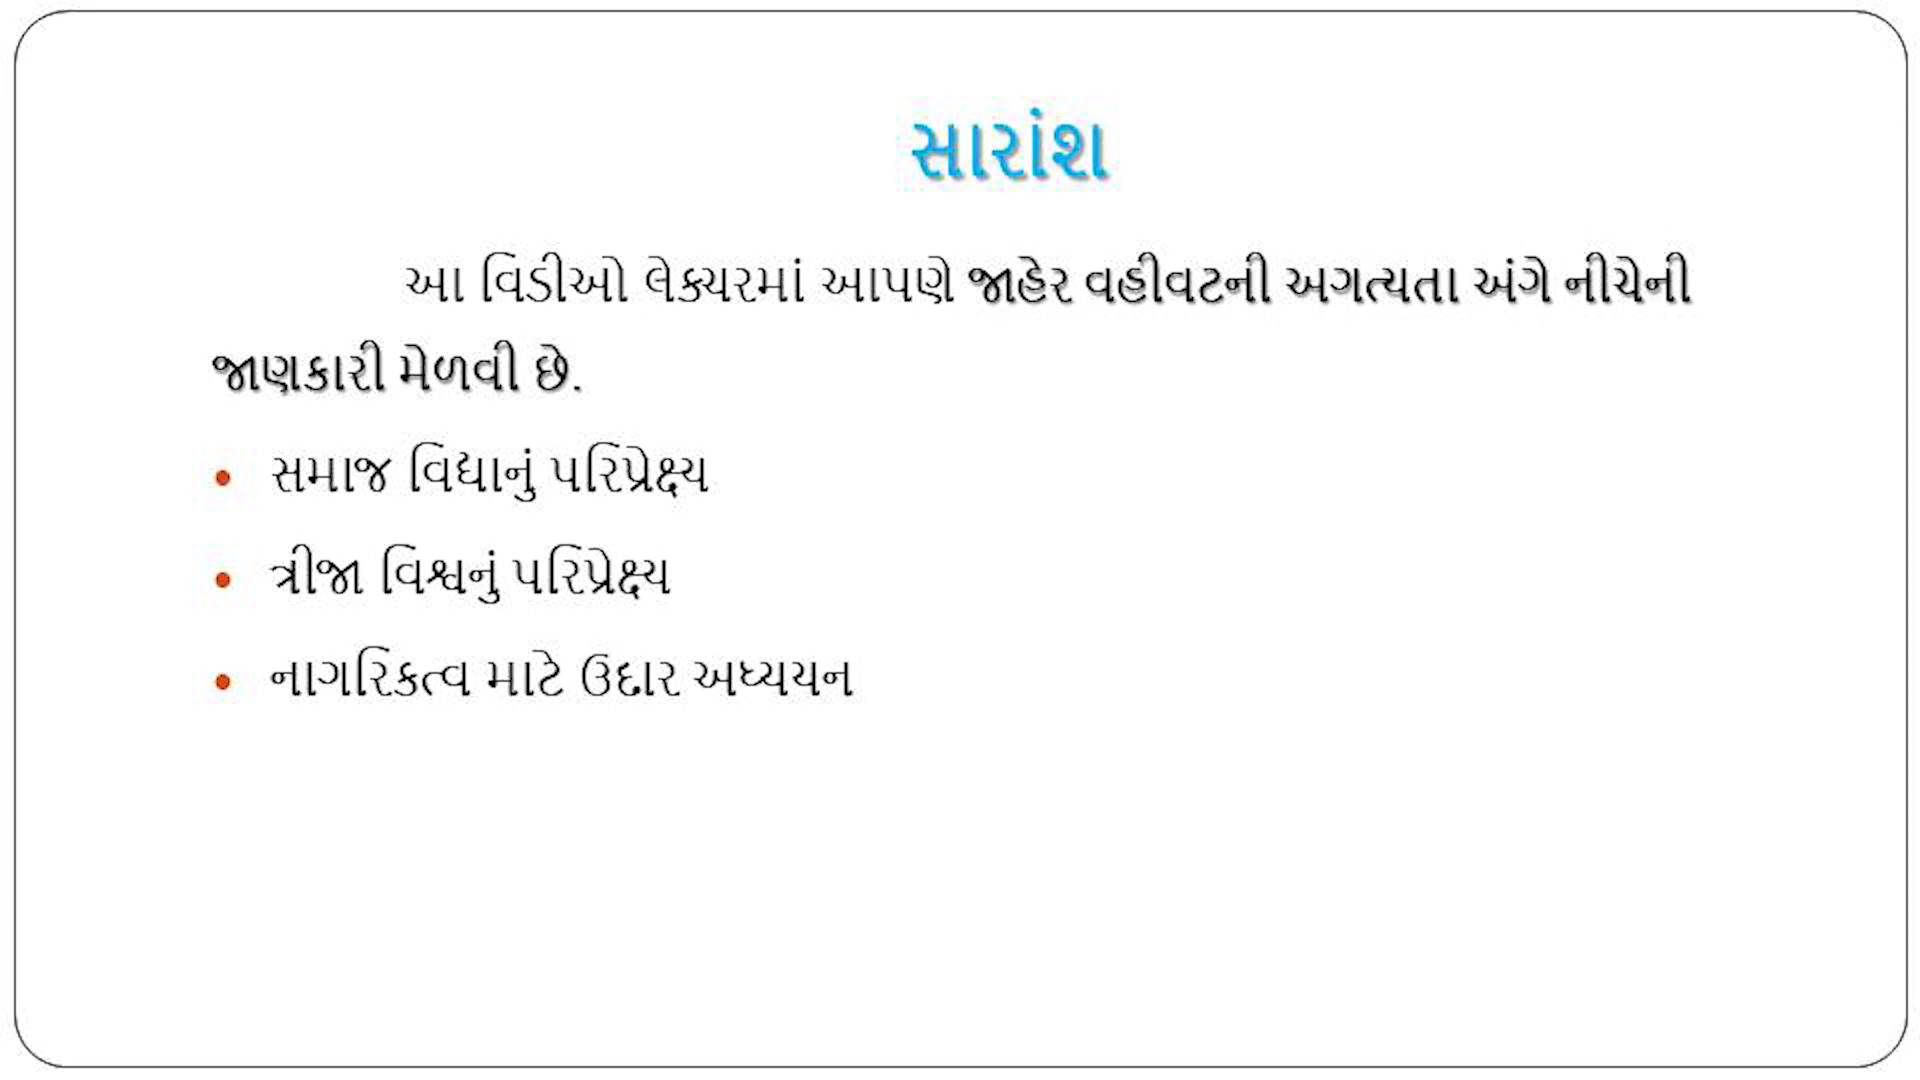 સારાંશ
આ વિડીઓ લેક્ચરમાં આપણે જાહેર વહીવટની અગત્યતા અંગે નીચેની
જાણકારી મેળવી છે.
• સમાજ વિદ્યાનું પરિપ્રેક્ષ્ય
• ત્રીજા વિશ્વનું પરિપ્રેક્ષ્ય
• નાગરિકત્વ માટે ઉદ્દાર અધ્યયન